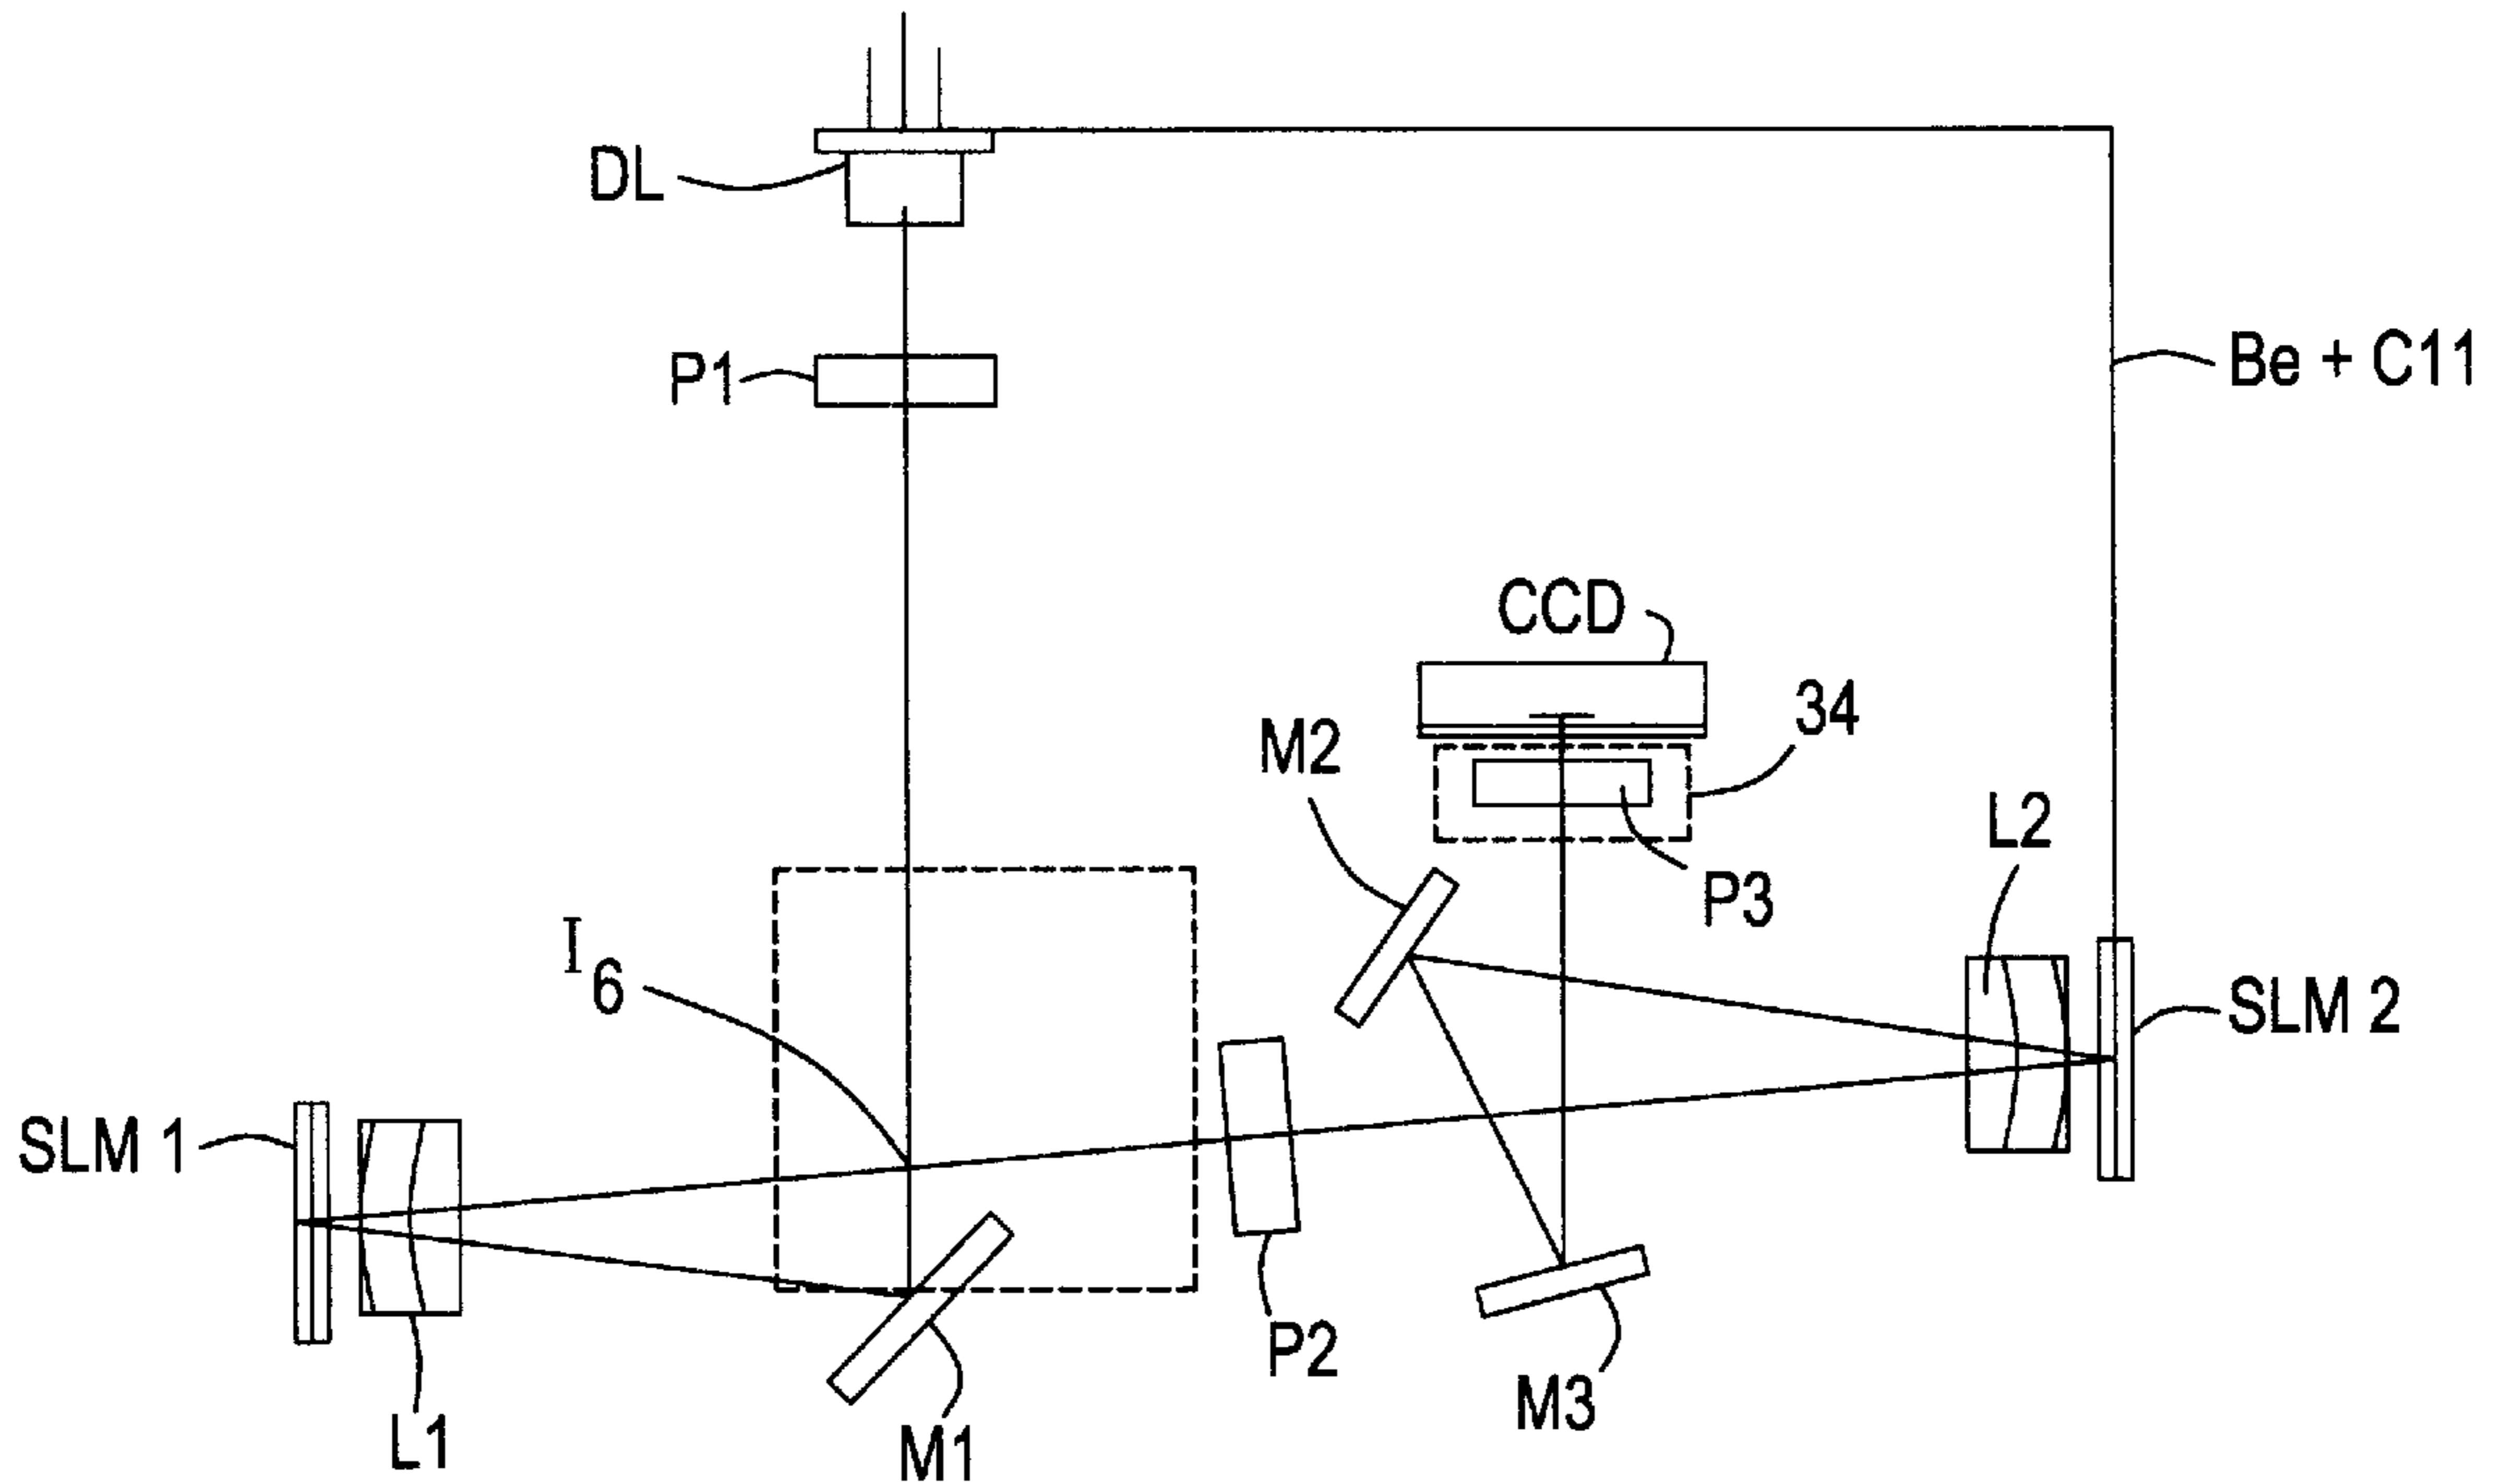 DL
P1
Be + C11
CCD
34
M2
L2
P3
I6
SLM 2
SLM 1
P2
M3
L1
M1